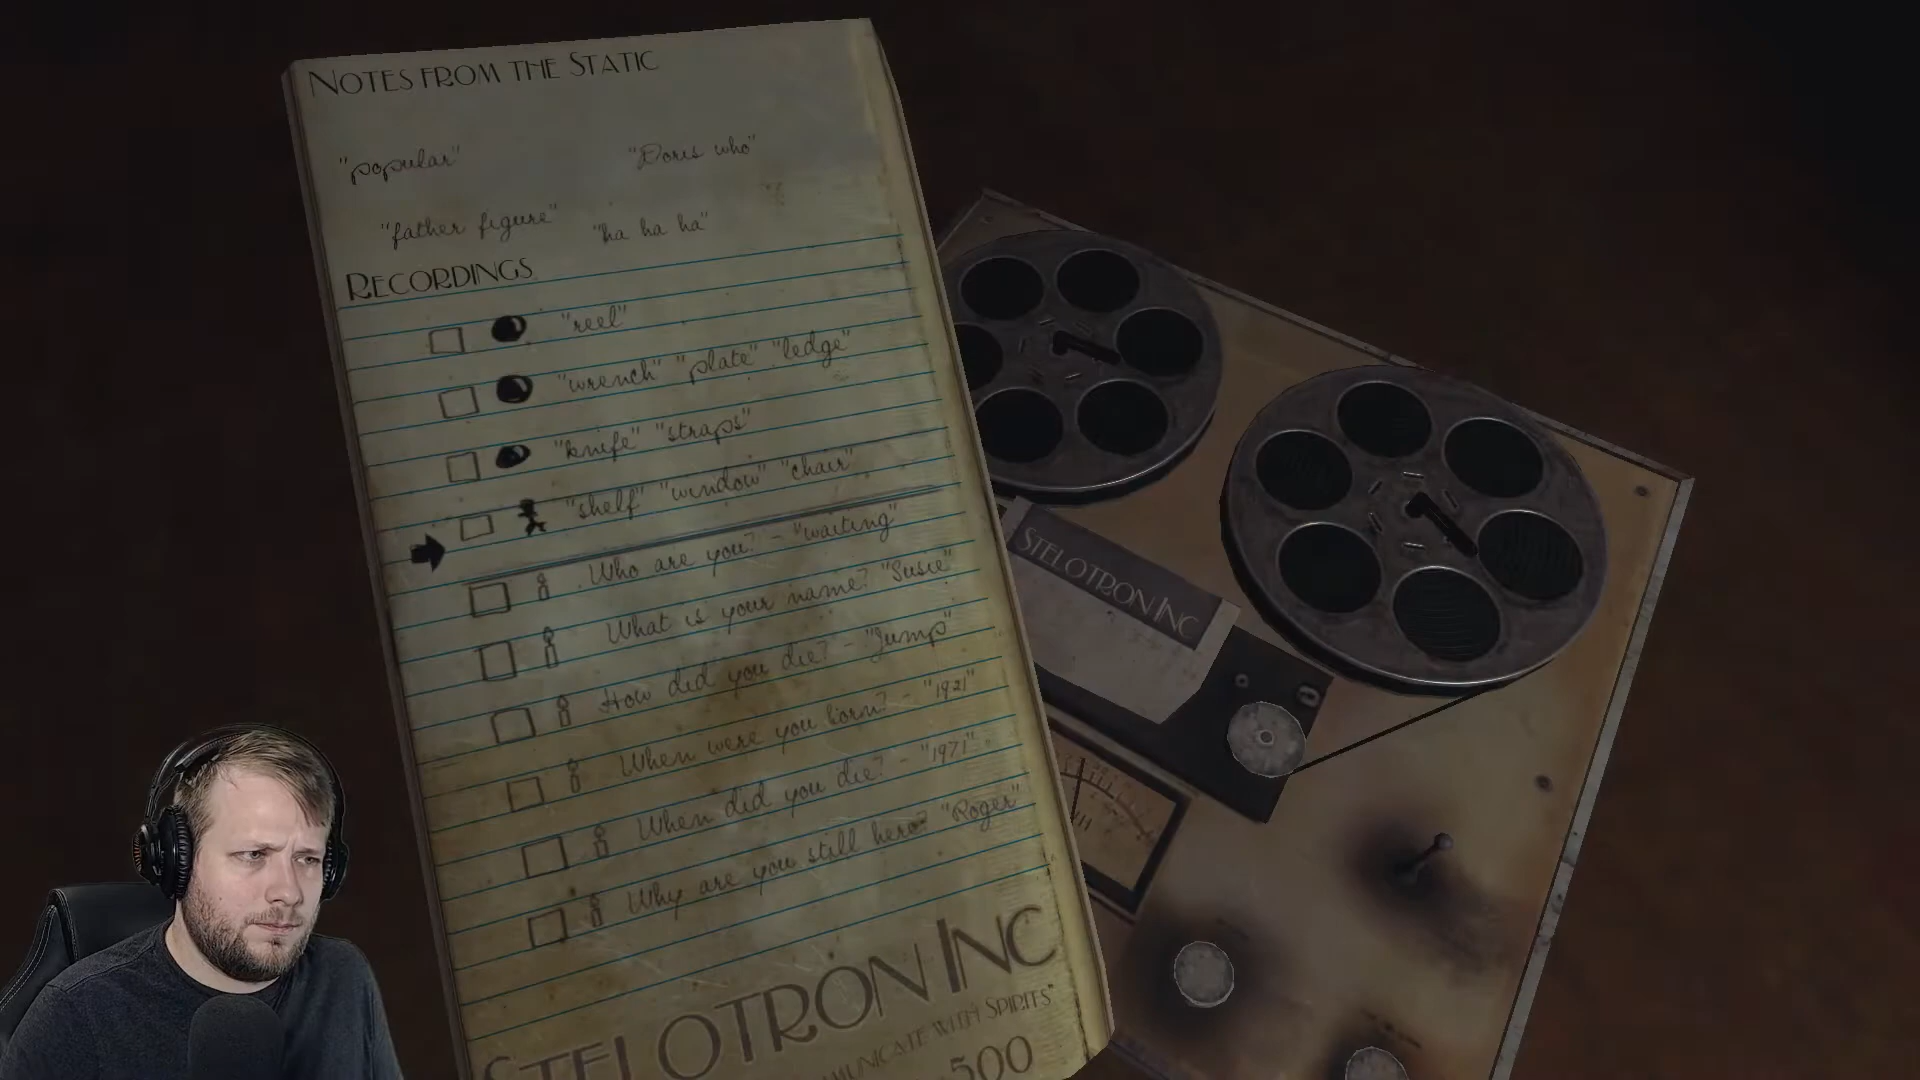 NOTES FROM THE STATIC
"popular" "Doris who"
"father figure" "ha ha ha"
RECORDINGS
"reel"
"wrench" "plate" "ledge"
"knife" "straps"
"shelf" "window" "chair"
Who are you? - "waiting"
What is your name? "Susie"
How did you die? - "Jump"
When were you born? - "1921"
When did you die? - "1971"
Why are you still here? "Roger"
STELOTRON INC
COMMUNICATE WITH SPIRITS"
500
STELOTRON INC